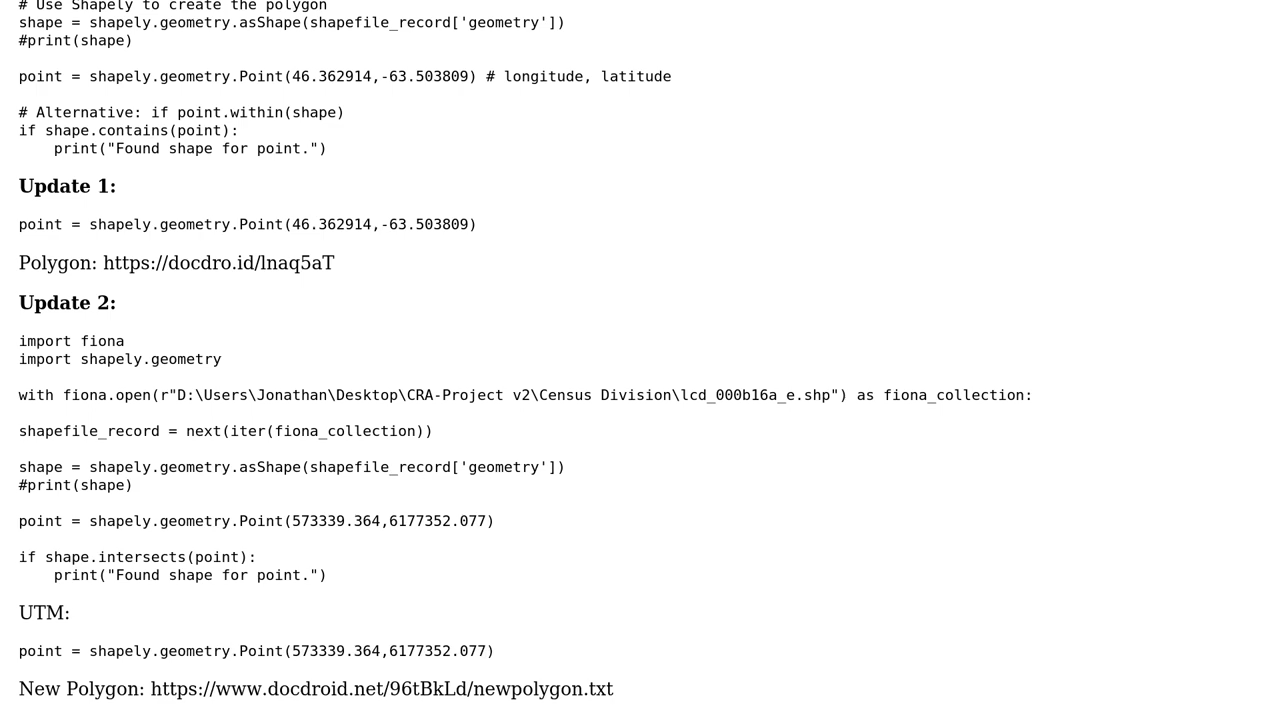 # Use Shapely to create the polygon
shape = shapely.geometry.asShape(shapefile_record['geometry'])
#print(shape)
point = shapely.geometry.Point(46.362914,-63.503809) # longitude, latitude
# Alternative: if point.within(shape)
if shape.contains(point):
    print("Found shape for point.")
Update 1:
point = shapely.geometry.Point(46.362914,-63.503809)
Polygon: https://docdro.id/lnaq5aT
Update 2:
import fiona
import shapely.geometry
with fiona.open(r"D:\Users\Jonathan\Desktop\CRA-Project v2\Census Division\lcd_000b16a_e.shp") as fiona_collection:
shapefile_record = next(iter(fiona_collection))
shape = shapely.geometry.asShape(shapefile_record['geometry'])
#print(shape)
point = shapely.geometry.Point(573339.364,6177352.077)
if shape.intersects(point):
    print("Found shape for point.")
UTM:
point = shapely.geometry.Point(573339.364,6177352.077)
New Polygon: https://www.docdroid.net/96tBkLd/newpolygon.txt